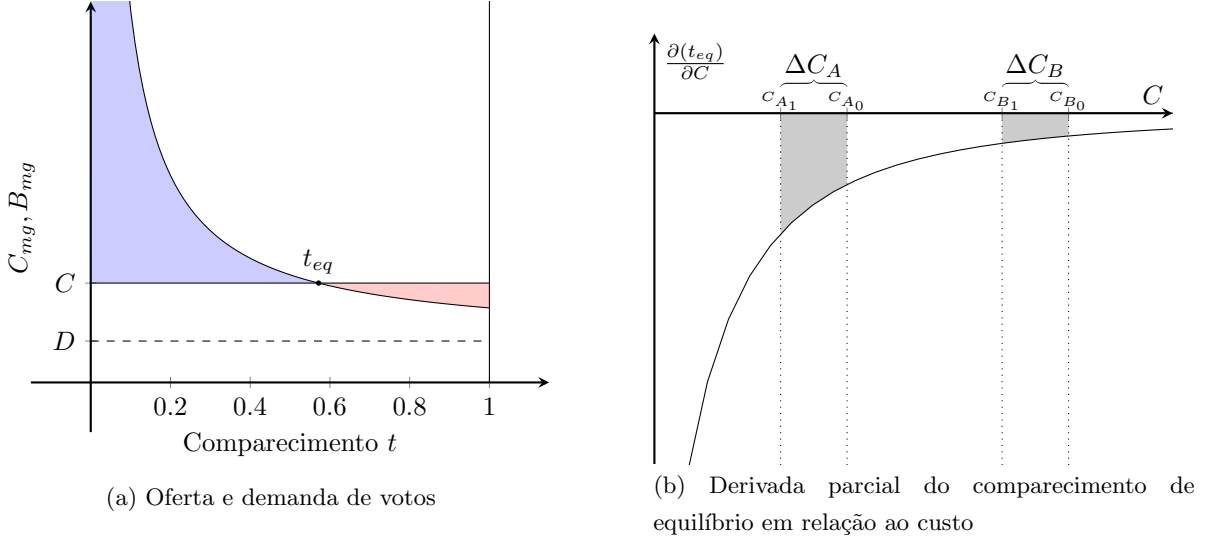 C_{mg}, B_{mg}
t_{eq}
C
D
0.2 0.4 0.6 0.8 1
Comparecimento t
(a) Oferta e demanda de votos
∂(t_{eq})
∂C
ΔC_A ΔC_B
C_{A_1} C_{A_0} C_{B_1} C_{B_0} C
(b) Derivada parcial do comparecimento de
equilíbrio em relação ao custo